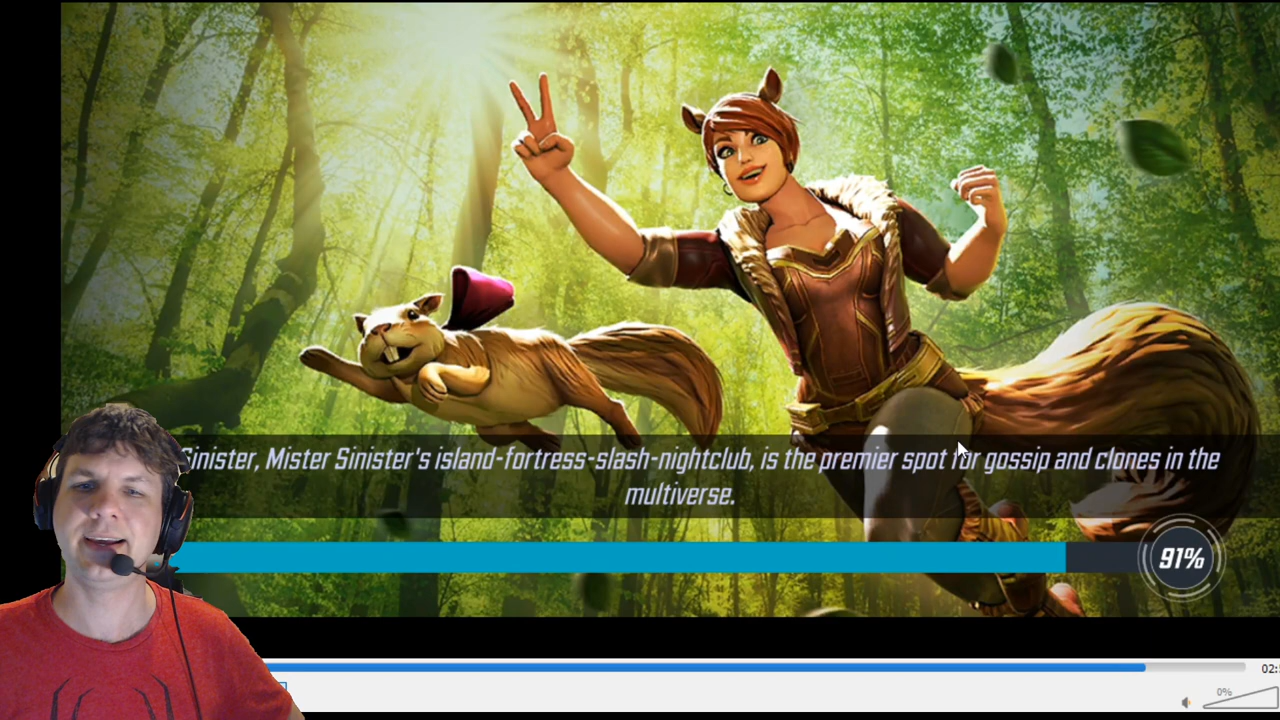 Sinister, Mister Sinister's island-fortress-slash-nightclub, is the premier spot for gossip and clones in the
multiverse.
91%
0%